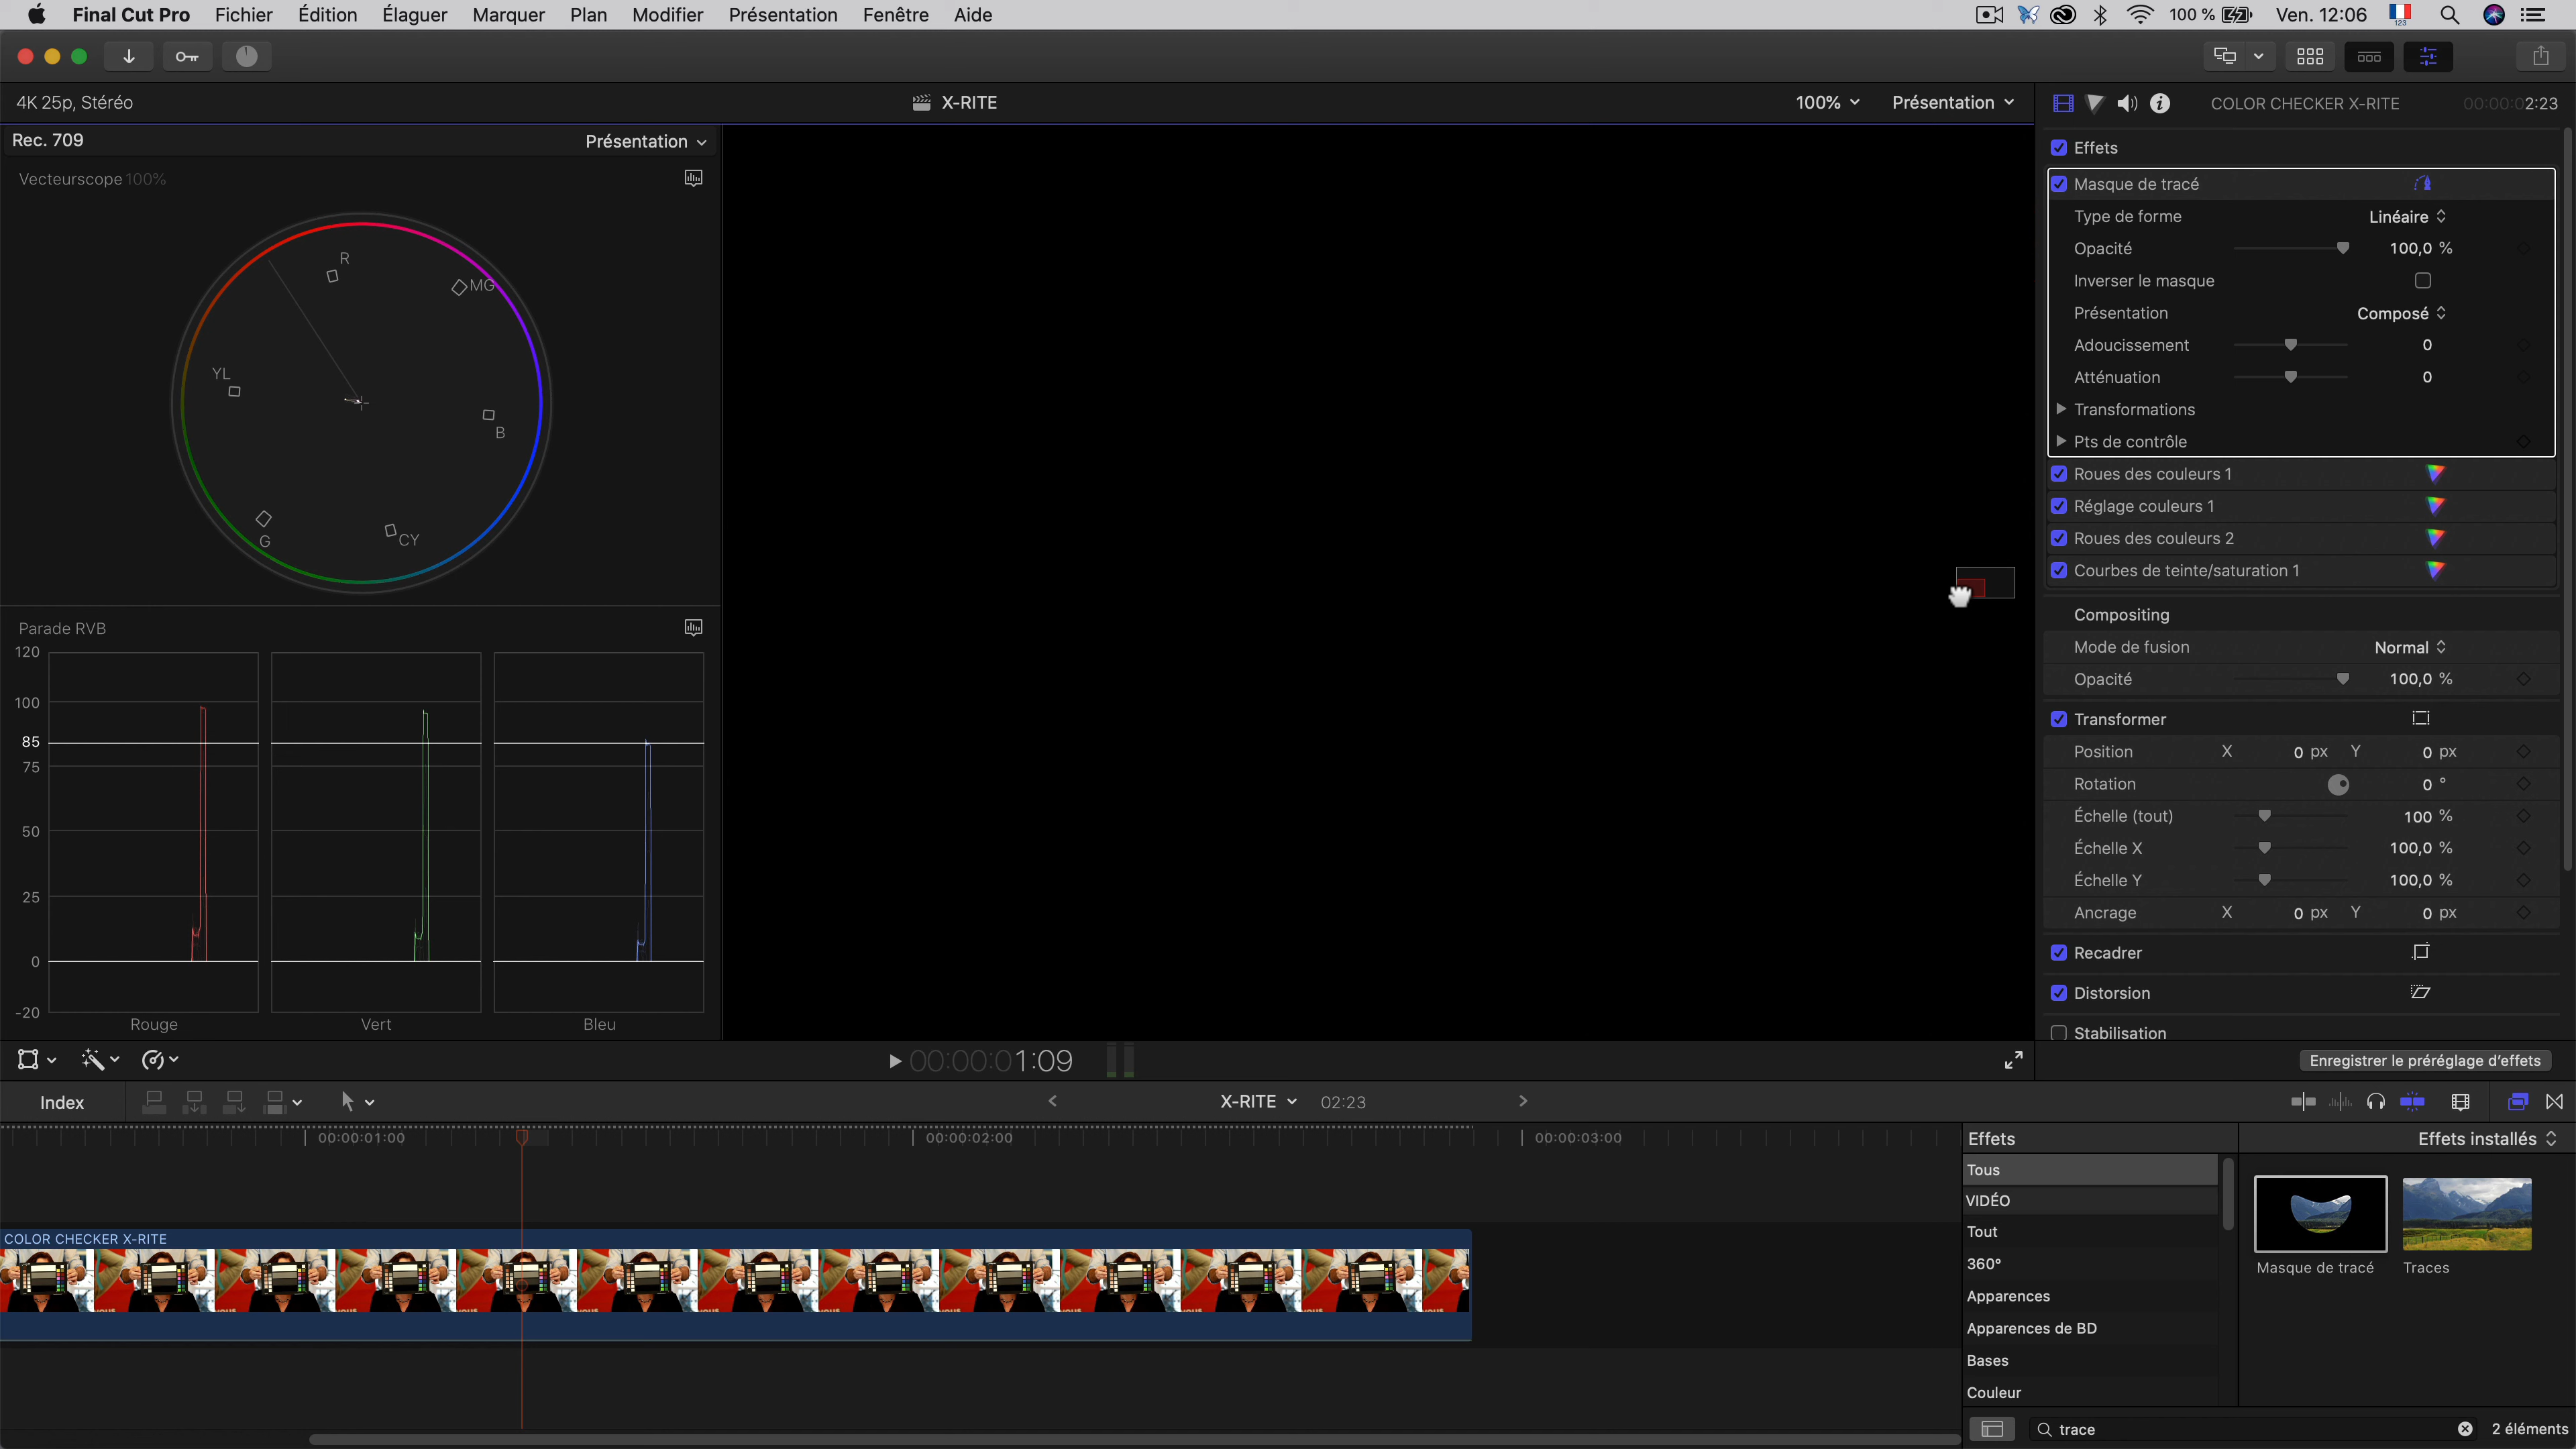 Final Cut Pro Fichier Édition Élaguer Marquer Plan Modifier Présentation Fenêtre Aide 100 % Ven. 12:06 123
4K 25p, Stéréo X-RITE 100% Présentation COLOR CHECKER X-RITE 00:00:02:23
Rec. 709 Présentation
Vecteurscope 100%
R
MG
YL
B
G
CY
Parade RVB
120
100
85
75
50
25
0
-20
Rouge Vert Bleu
Effets
Masque de tracé
Type de forme Linéaire
Opacité 100,0 %
Inverser le masque
Présentation Composé
Adoucissement 0
Atténuation 0
Transformations
Pts de contrôle
Roues des couleurs 1
Réglage couleurs 1
Roues des couleurs 2
Courbes de teinte/saturation 1
Compositing
Mode de fusion Normal
Opacité 100,0 %
Transformer
Position X 0 px Y 0 px
Rotation 0 °
Échelle (tout) 100 %
Échelle X 100,0 %
Échelle Y 100,0 %
Ancrage X 0 px Y 0 px
Recadrer
Distorsion
Stabilisation
00:00:01:09
Enregistrer le préréglage d'effets
Index X-RITE 02:23
00:00:01:00 00:00:02:00 00:00:03:00
COLOR CHECKER X-RITE
Effets Effets installés
Tous
VIDÉO
Tout
360°
Apparences
Apparences de BD
Bases
Couleur
Masque de tracé Traces
trace 2 éléments